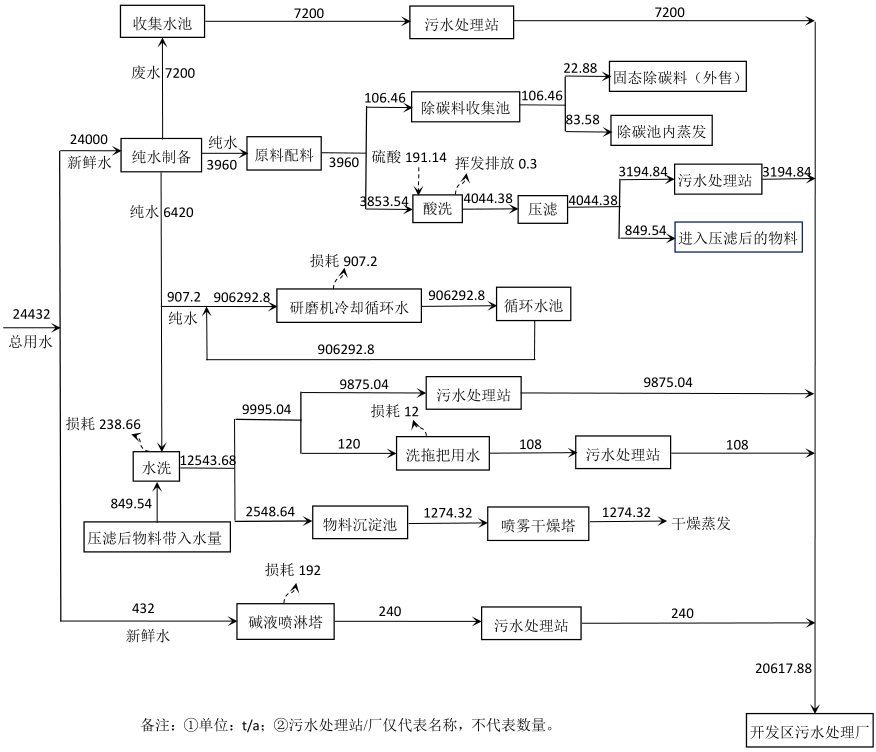 收集水池
7200
污水处理站
7200
废水 7200
24000
新鲜水
纯水制备
纯水
3960
原料配料
3960
106.46
除碳料收集池
106.46
22.88
固态除碳料（外售）
83.58
除碳池内蒸发
硫酸 191.14
挥发排放 0.3
3853.54
酸洗
4044.38
压滤
4044.38
3194.84
污水处理站
3194.84
849.54
进入压滤后的物料
纯水 6420
损耗 907.2
907.2
纯水
906292.8
研磨机冷却循环水
906292.8
循环水池
906292.8
24432
总用水
9875.04
污水处理站
9875.04
9995.04
损耗 12
120
洗拖把用水
108
污水处理站
108
损耗 238.66
水洗
12543.68
849.54
压滤后物料带入水量
2548.64
物料沉淀池
1274.32
喷雾干燥塔
1274.32
干燥蒸发
损耗 192
432
新鲜水
碱液喷淋塔
240
污水处理站
240
20617.88
开发区污水处理厂
备注：①单位：t/a；②污水处理站/厂仅代表名称，不代表数量。